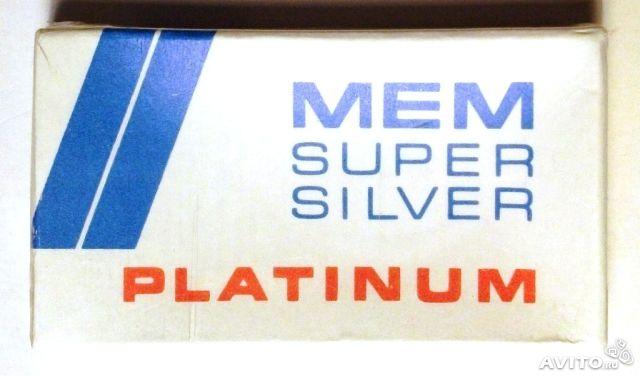 MEM
SUPER
SILVER
PLATINUM
AVITO.ru